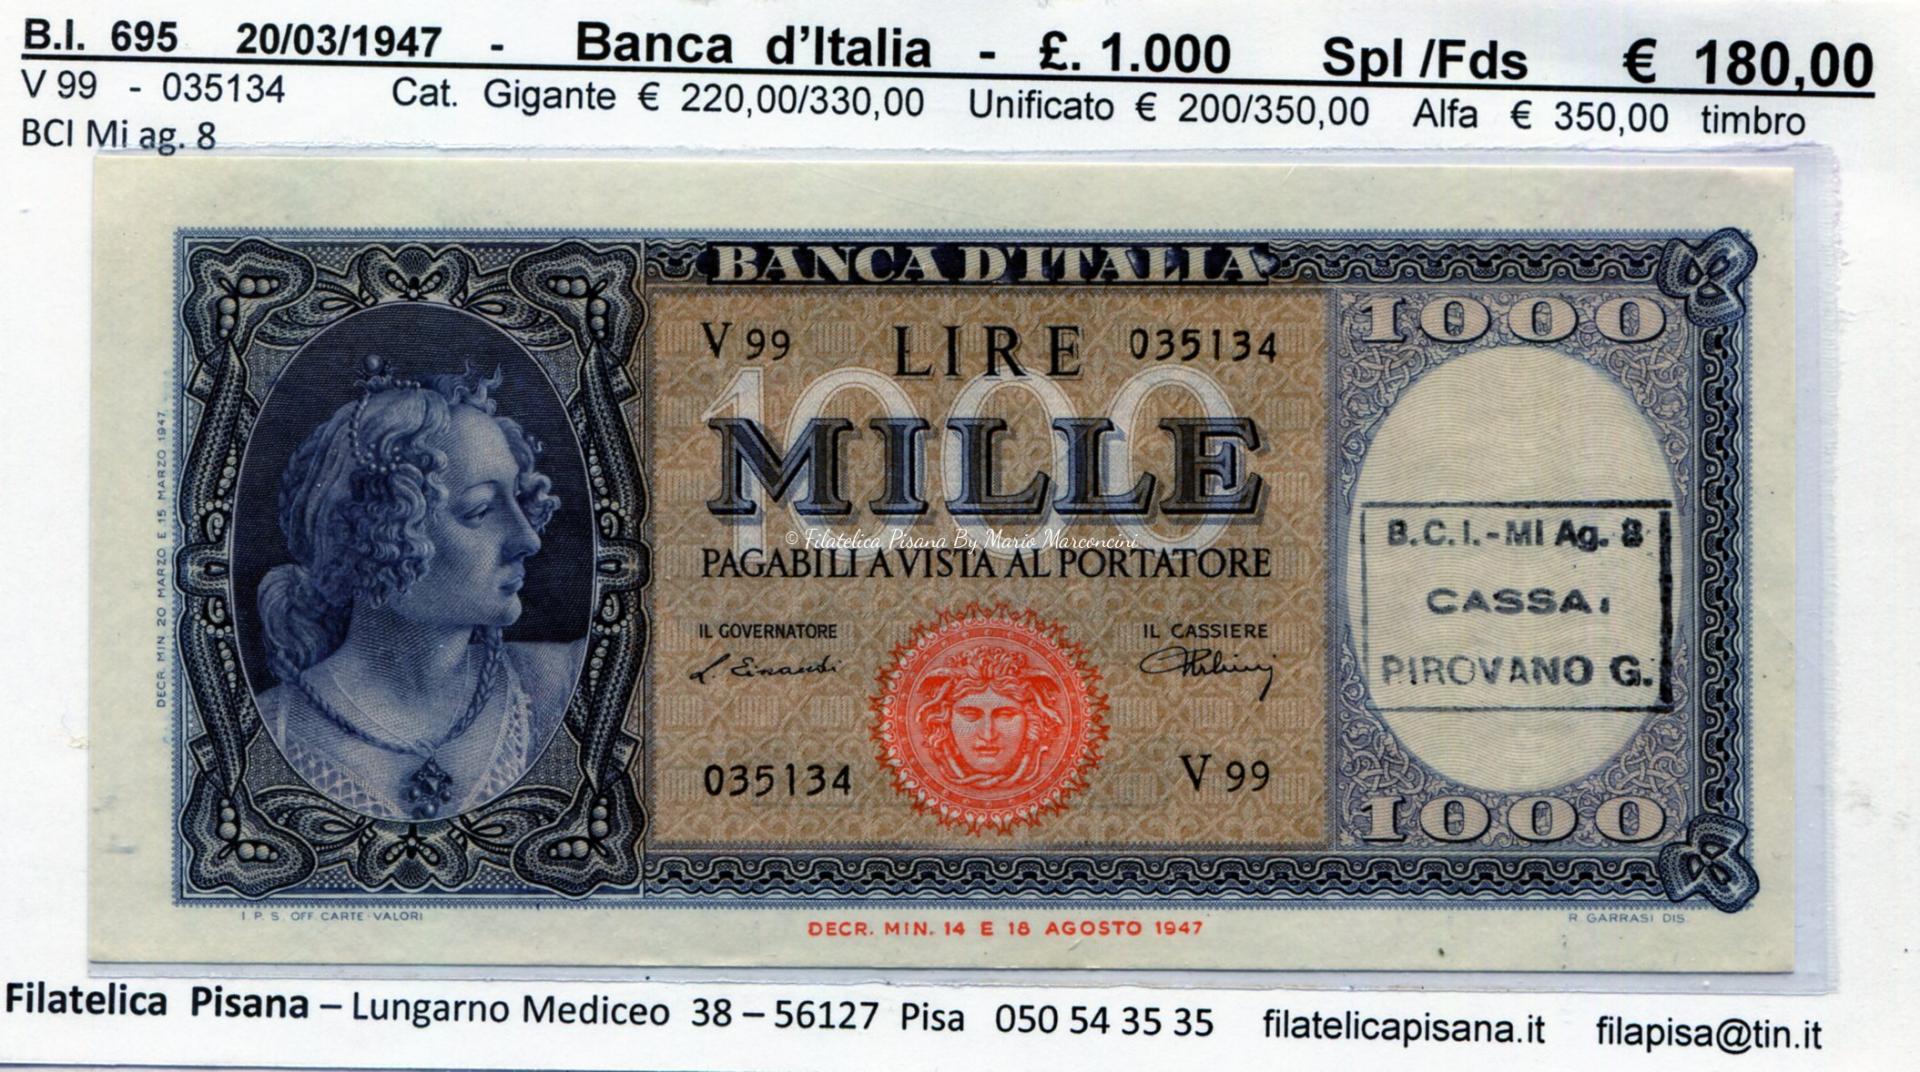 B.I. 695 20/03/1947 - Banca d'Italia - £. 1.000 Spl /Fds € 180,00
V 99 - 035134 Cat. Gigante € 220,00/330,00 Unificato € 200/350,00 Alfa € 350,00 timbro
BCI Mi ag. 8
BANCA D'ITALIA
1000
V 99 LIRE 035134
1000
MILLE
© Filatelica Pisana By Mario Marconcini
PAGABILI A VISTA AL PORTATORE
IL GOVERNATORE
L. Einaudi
IL CASSIERE
035134
V 99
B.C.I.-MI Ag. 8
CASSA:
PIROVANO G.
1000
DECR. MIN 20 MARZO E 15 MARZO 1947
I. P. S. OFF. CARTE-VALORI
R. GARRASI DIS.
DECR. MIN. 14 E 18 AGOSTO 1947
Filatelica Pisana – Lungarno Mediceo 38 – 56127 Pisa 050 54 35 35 filatelicapisana.it filapisa@tin.it